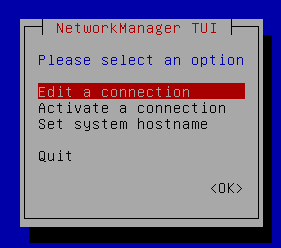 NetworkManager TUI
Please select an option
Edit a connection
Activate a connection
Set system hostname
Quit
<OK>